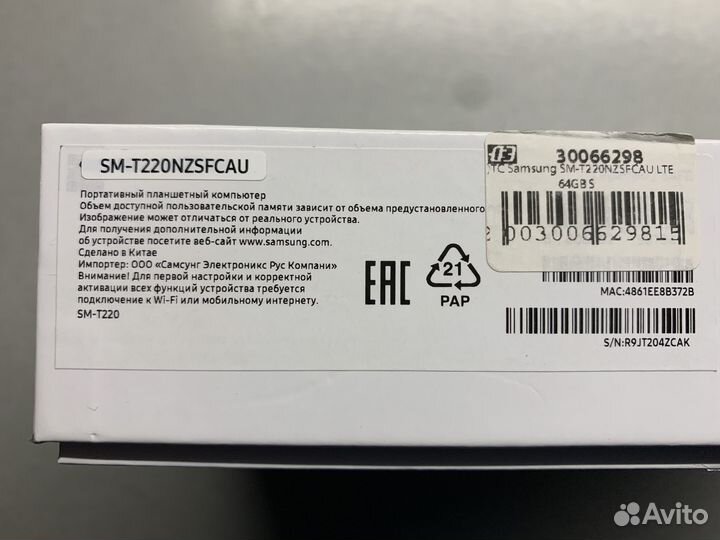 SM-T220NZSFCAU
Портативный планшетный компьютер
Объем доступной пользовательской памяти зависит от объема предустановленного
Изображение может отличаться от реального устройства.
Для получения дополнительной информации
об устройстве посетите веб-сайт www.samsung.com.
Сделано в Китае
Импортер: ООО «Самсунг Электроникс Рус Компани»
Внимание! Для первой настройки и корректной
активации всех функций устройства требуется
подключение к Wi-Fi или мобильному интернету.
SM-T220
EAC
21
PAP
30066298
Samsung SM-T220NZSFCAU LTE
64GB S
2 003006629815
MAC:4861EE8B372B
S/N:R9JT204ZCAK
Avito